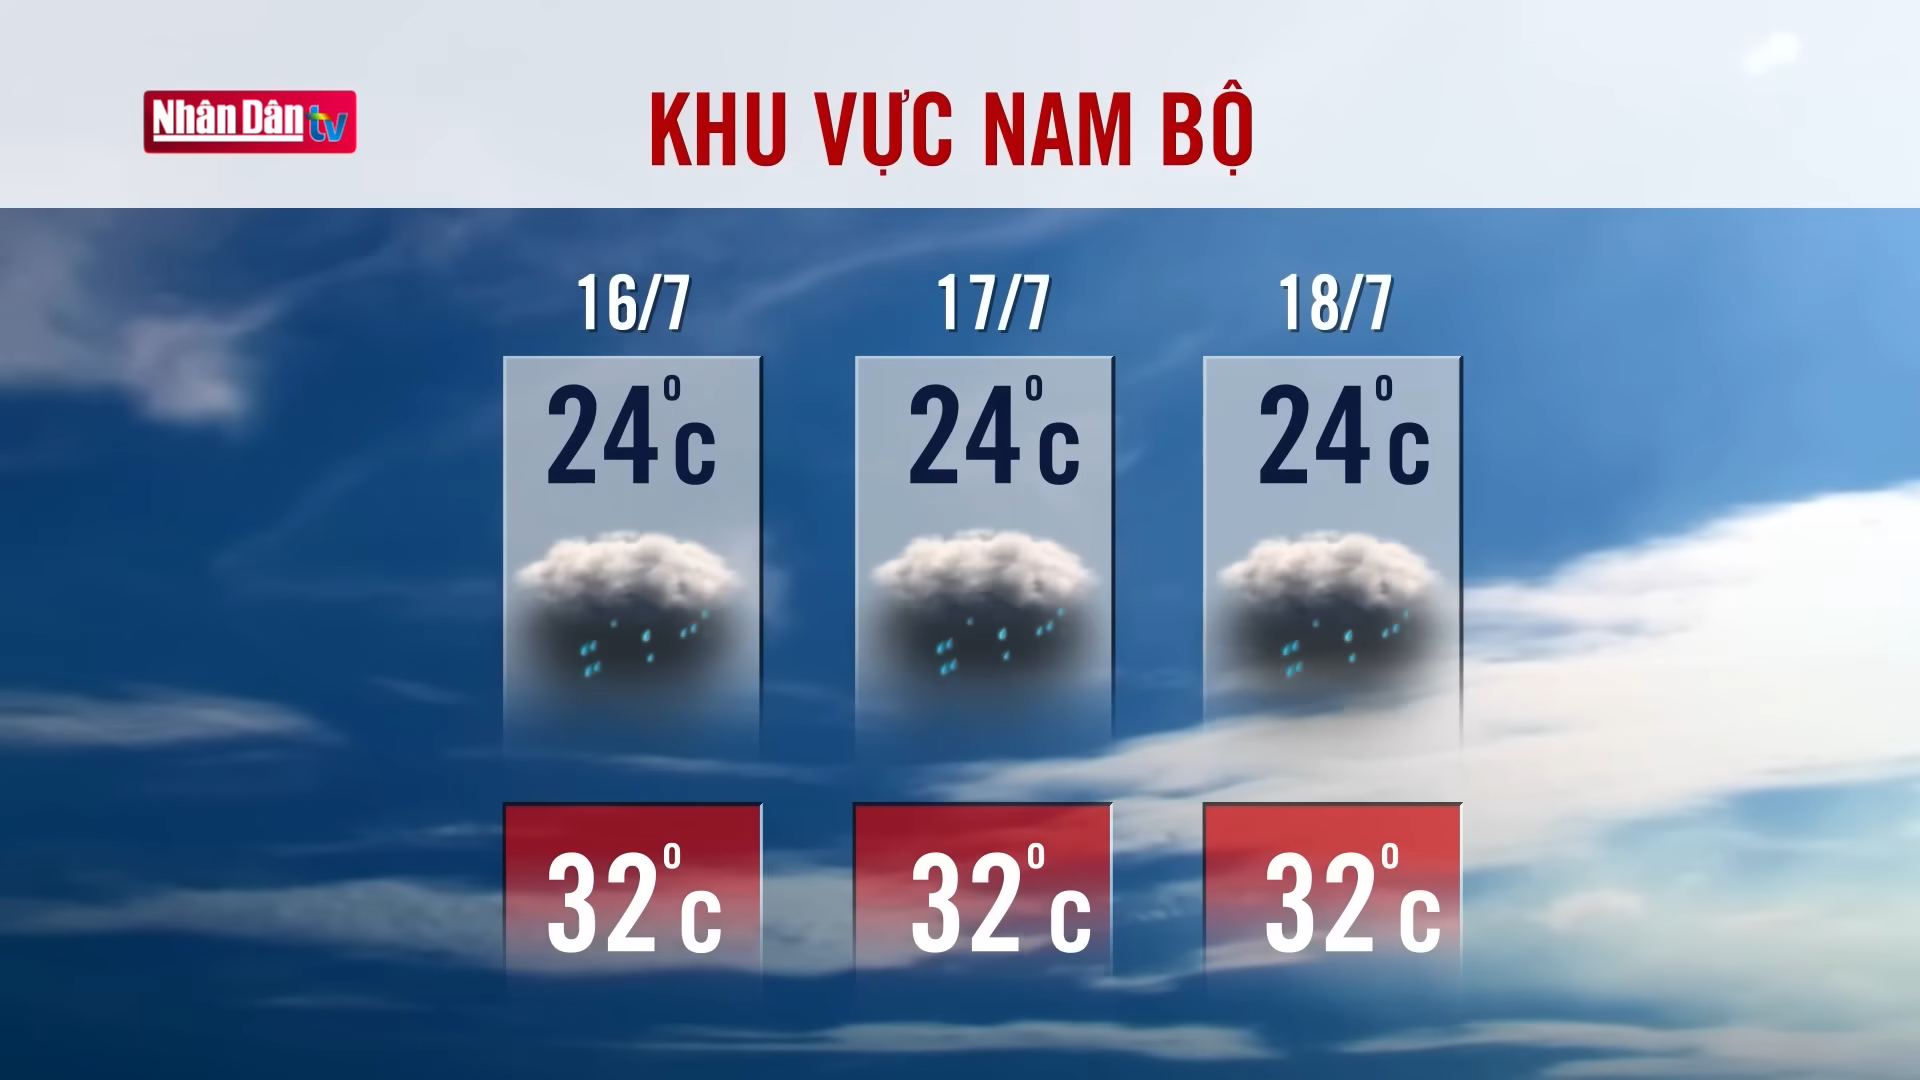 Nhân Dân tv
KHU VỰC NAM BỘ
16/7 17/7 18/7
24°C 24°C 24°C
32°C 32°C 32°C